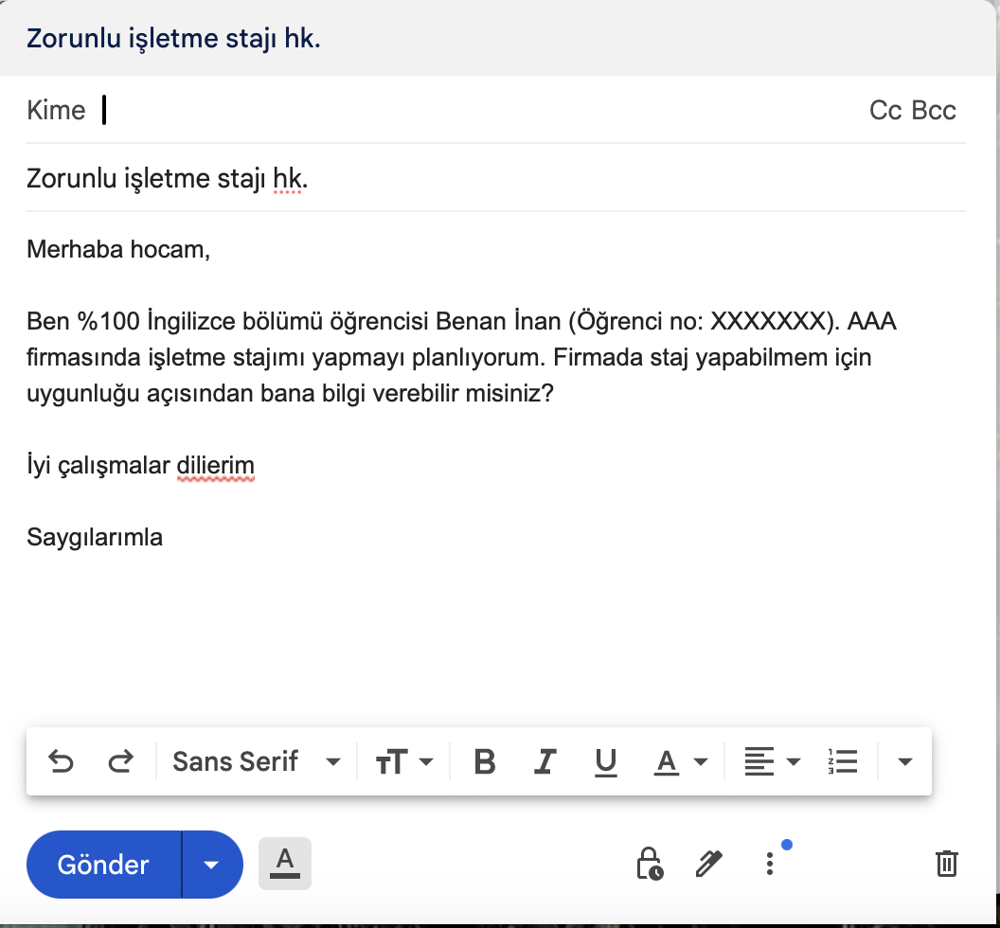 Zorunlu işletme stajı hk.
Kime
Cc Bcc
Zorunlu işletme stajı hk.
Merhaba hocam,
Ben %100 İngilizce bölümü öğrencisi Benan İnan (Öğrenci no: XXXXXXX). AAA
firmasında işletme stajımı yapmayı planlıyorum. Firmada staj yapabilmem için
uygunluğu açısından bana bilgi verebilir misiniz?
İyi çalışmalar dilierim
Saygılarımla
Sans Serif
Gönder